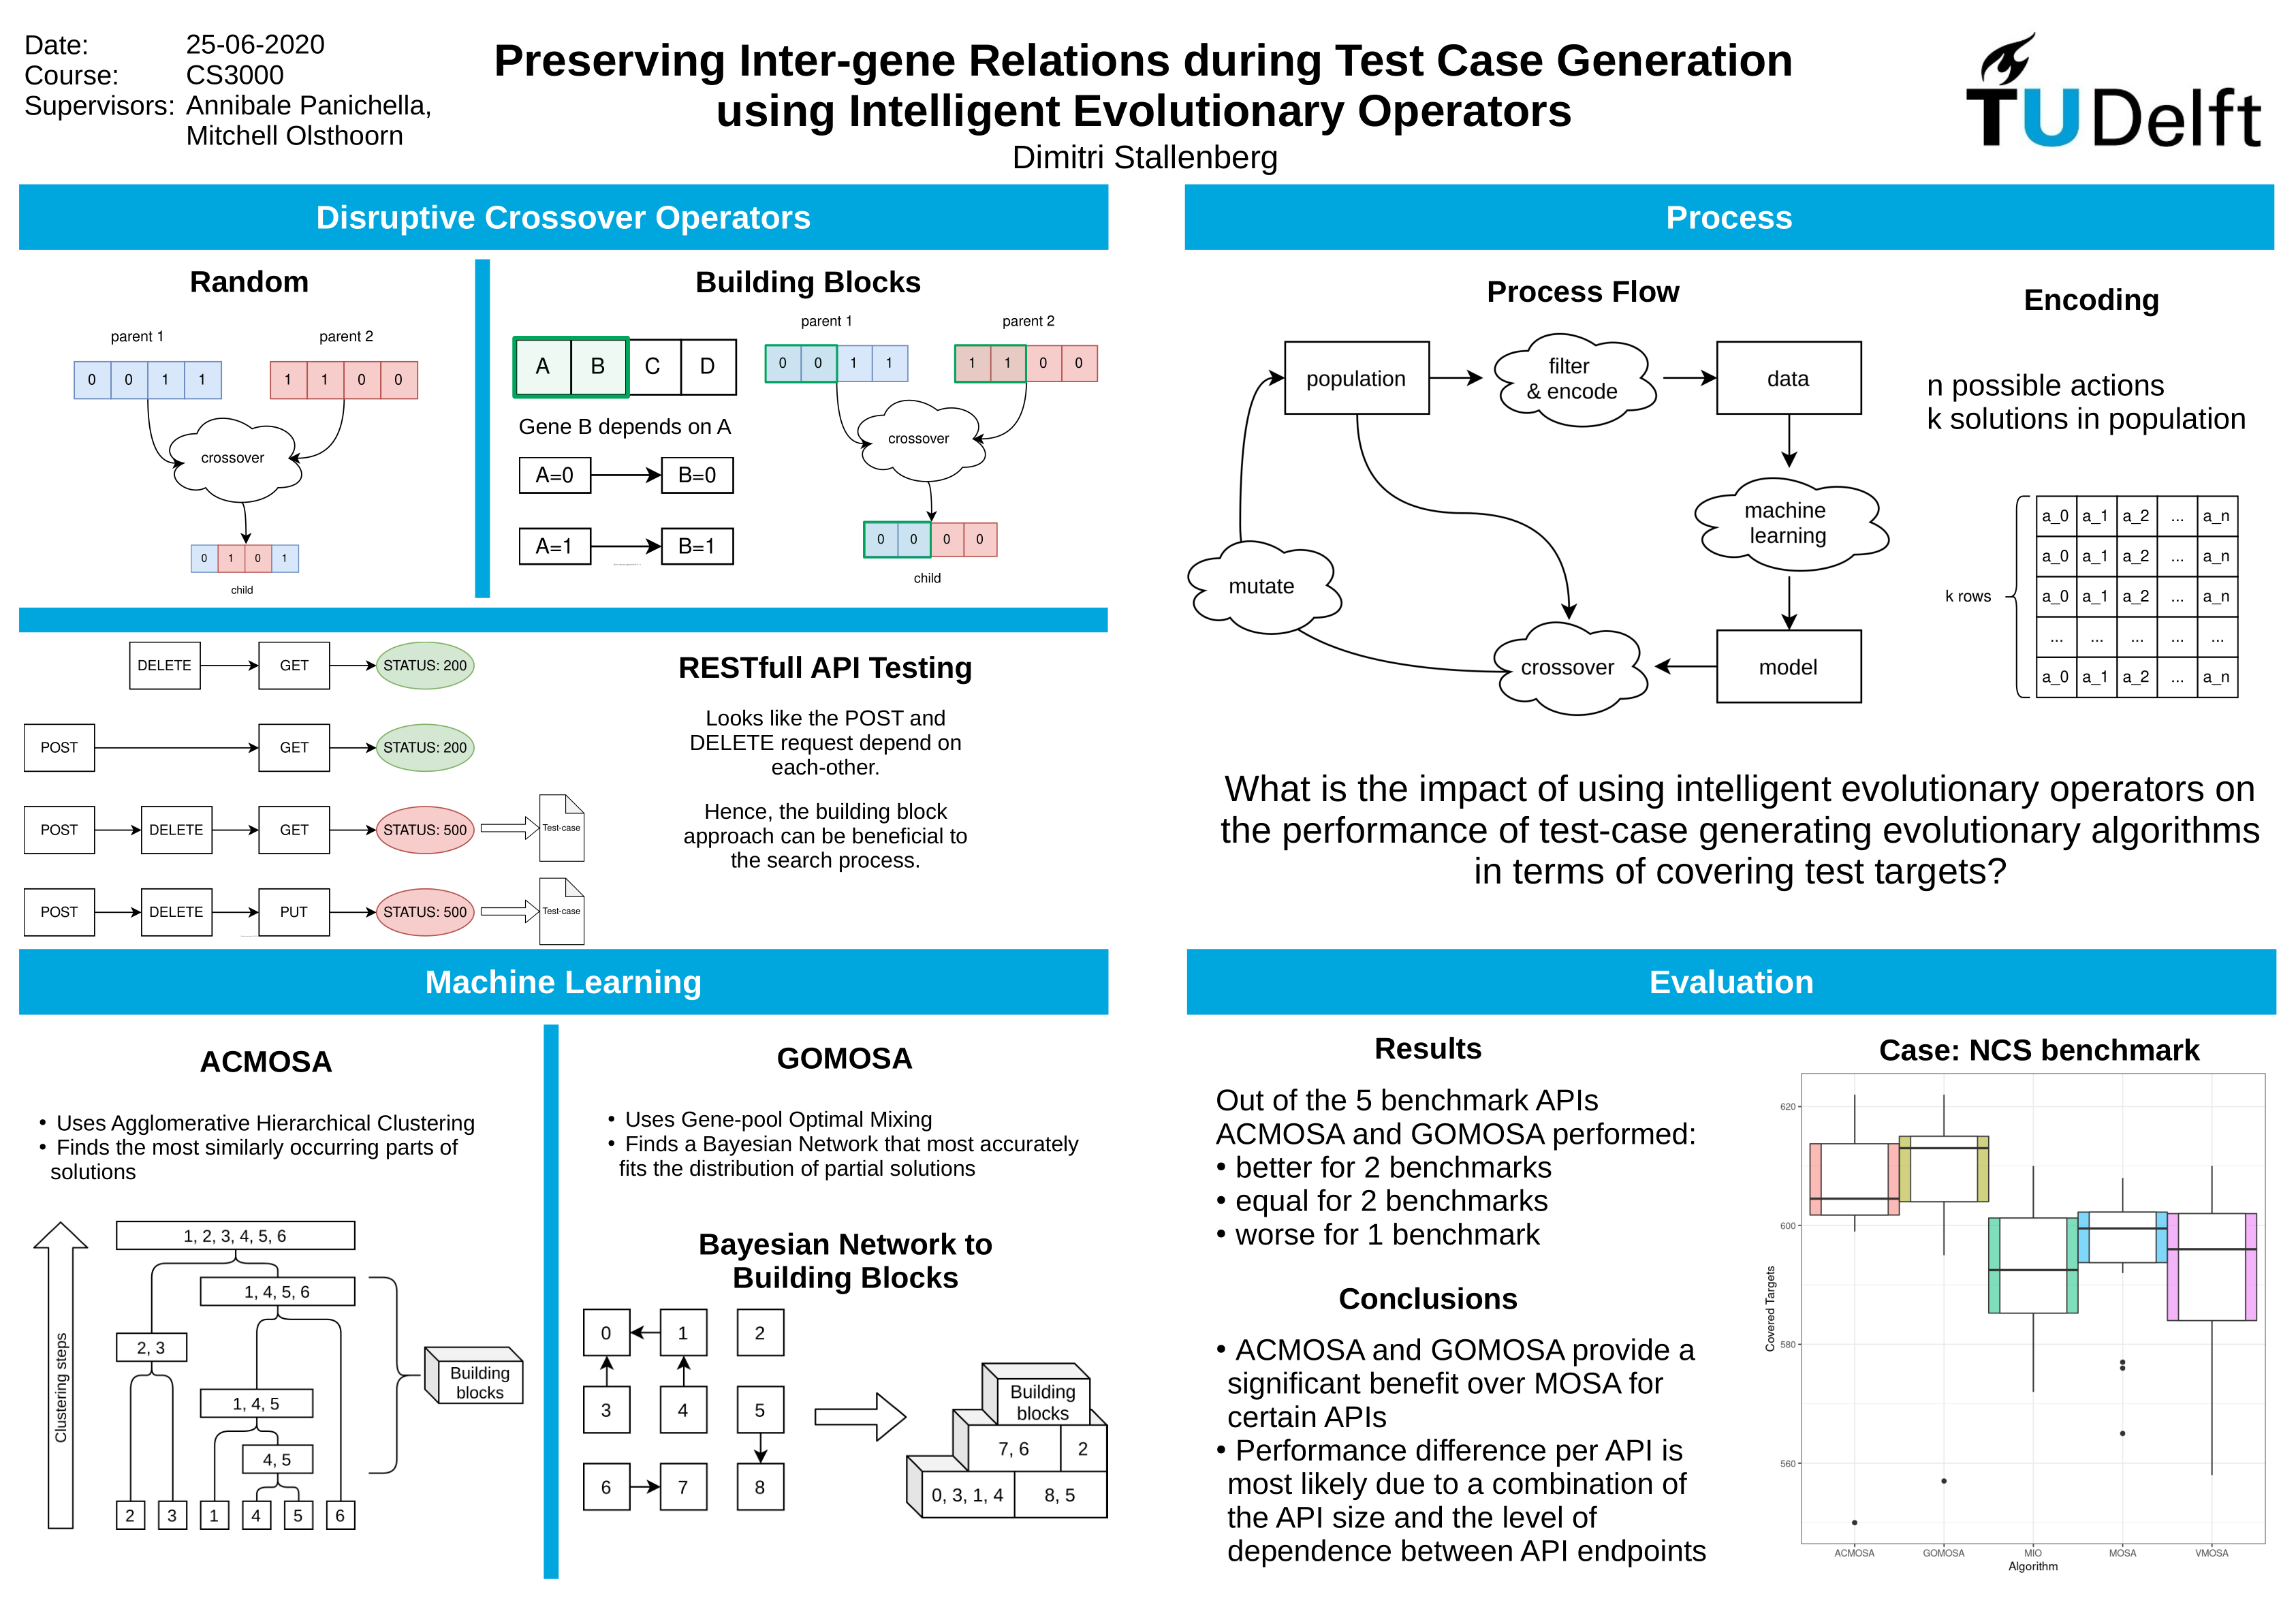 Date: 25-06-2020
Course: CS3000
Supervisors: Annibale Panichella,
Mitchell Olsthoorn
Preserving Inter-gene Relations during Test Case Generation
using Intelligent Evolutionary Operators
Dimitri Stallenberg
TU Delft
Disruptive Crossover Operators
Random
parent 1 parent 2
0 0 1 1 1 1 0 0
crossover
0 1 0 1
child
Building Blocks
A B C D
Gene B depends on A
A=0 B=0
A=1 B=1
parent 1 parent 2
0 0 1 1 1 1 0 0
crossover
0 0 0 0
child
DELETE GET STATUS: 200
POST GET STATUS: 200
POST DELETE GET STATUS: 500 Test-case
POST DELETE PUT STATUS: 500 Test-case
RESTfull API Testing
Looks like the POST and
DELETE request depend on
each-other.
Hence, the building block
approach can be beneficial to
the search process.
Process
Process Flow
population
filter
& encode
data
machine
learning
mutate
crossover
model
Encoding
n possible actions
k solutions in population
k rows
a_0 a_1 a_2 ... a_n
a_0 a_1 a_2 ... a_n
a_0 a_1 a_2 ... a_n
... ... ... ... ...
a_0 a_1 a_2 ... a_n
What is the impact of using intelligent evolutionary operators on
the performance of test-case generating evolutionary algorithms
in terms of covering test targets?
Machine Learning
ACMOSA
• Uses Agglomerative Hierarchical Clustering
• Finds the most similarly occurring parts of
solutions
Clustering steps
1, 2, 3, 4, 5, 6
1, 4, 5, 6
2, 3
1, 4, 5
4, 5
2 3 1 4 5 6
Building
blocks
GOMOSA
• Uses Gene-pool Optimal Mixing
• Finds a Bayesian Network that most accurately
fits the distribution of partial solutions
Bayesian Network to
Building Blocks
0 1 2
3 4 5
6 7 8
Building
blocks
7, 6 2
0, 3, 1, 4 8, 5
Evaluation
Results
Out of the 5 benchmark APIs
ACMOSA and GOMOSA performed:
• better for 2 benchmarks
• equal for 2 benchmarks
• worse for 1 benchmark
Conclusions
• ACMOSA and GOMOSA provide a
significant benefit over MOSA for
certain APIs
• Performance difference per API is
most likely due to a combination of
the API size and the level of
dependence between API endpoints
Case: NCS benchmark
Covered Targets
620
600
580
560
ACMOSA GOMOSA MIO MOSA VMOSA
Algorithm